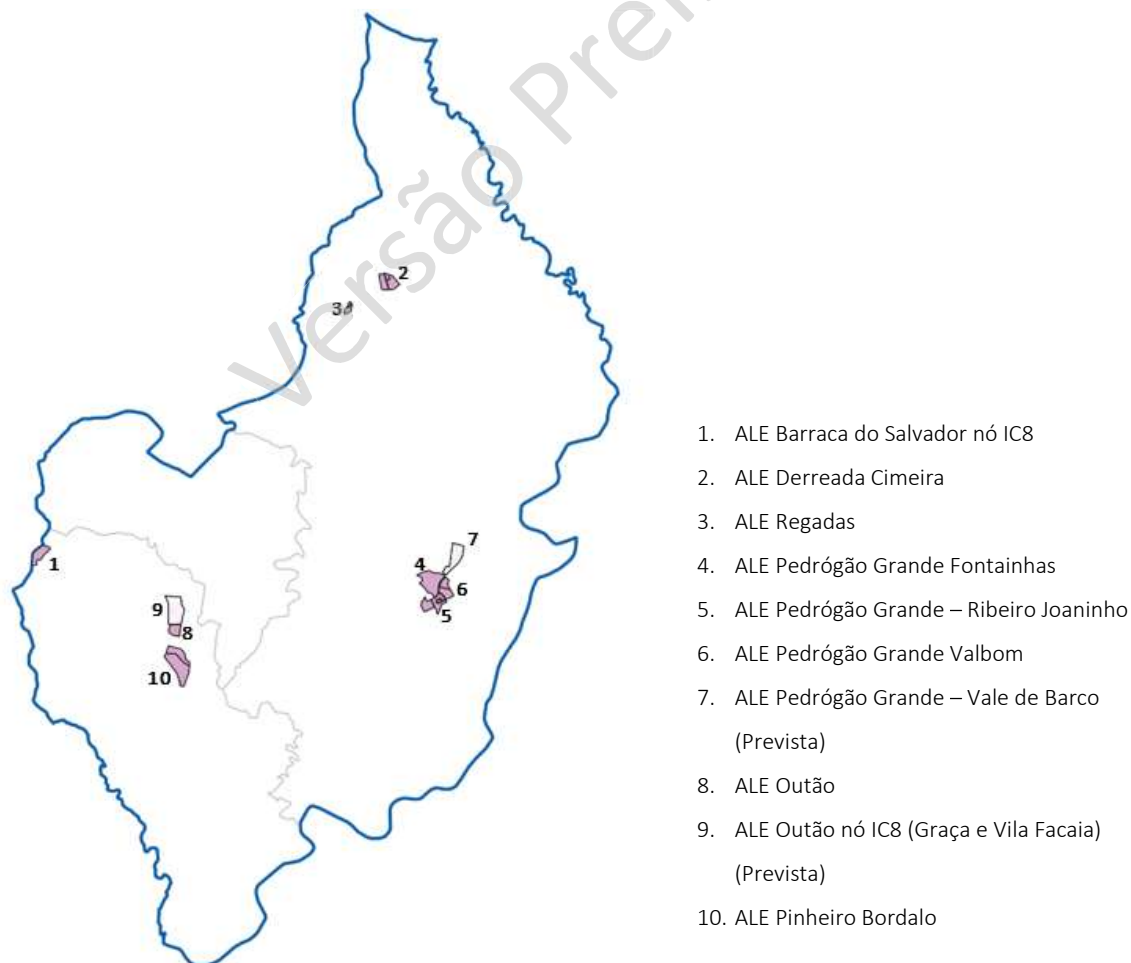 Versão Prem
2
3
7
4
6
5
1
9
8
10
1. ALE Barraca do Salvador nó IC8
2. ALE Derreada Cimeira
3. ALE Regadas
4. ALE Pedrógão Grande Fontainhas
5. ALE Pedrógão Grande – Ribeiro Joaninho
6. ALE Pedrógão Grande Valbom
7. ALE Pedrógão Grande – Vale de Barco
(Prevista)
8. ALE Outão
9. ALE Outão nó IC8 (Graça e Vila Facaia)
(Prevista)
10. ALE Pinheiro Bordalo